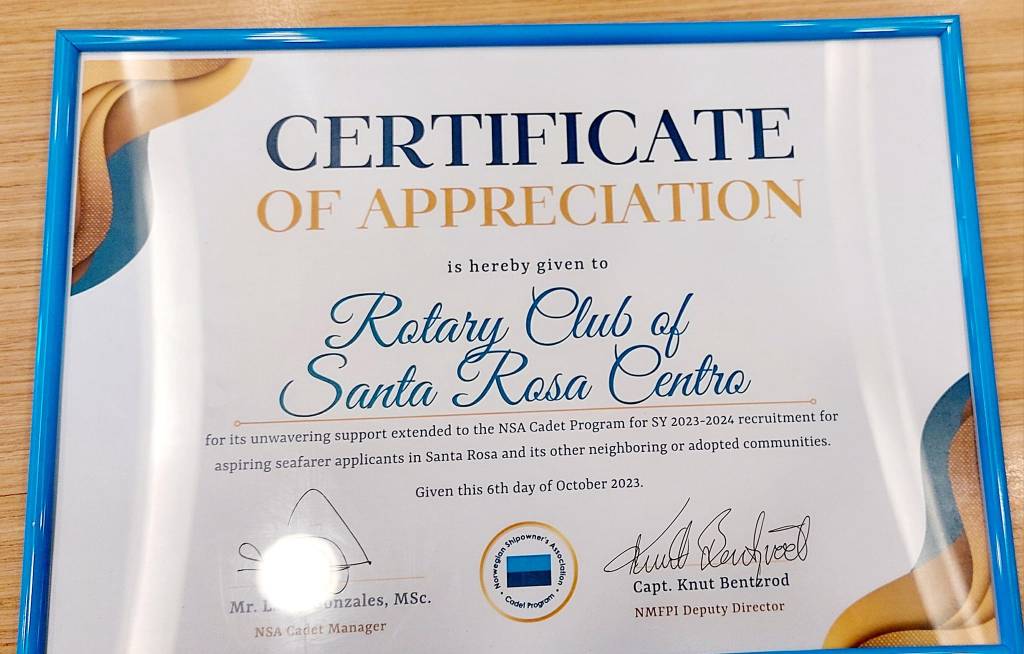 CERTIFICATE
OF APPRECIATION
is hereby given to
Rotary Club of
Santa Rosa Centro
for its unwavering support extended to the NSA Cadet Program for SY 2023-2024 recruitment for
aspiring seafarer applicants in Santa Rosa and its other neighboring or adopted communities.
Given this 6th day of October 2023.
Norwegian Shipowner's Association
Cadet Program
Knut Bentzrod
Mr. MSc.
NSA Cadet Manager
Capt. Knut Bentzrod
NMFPI Deputy Director